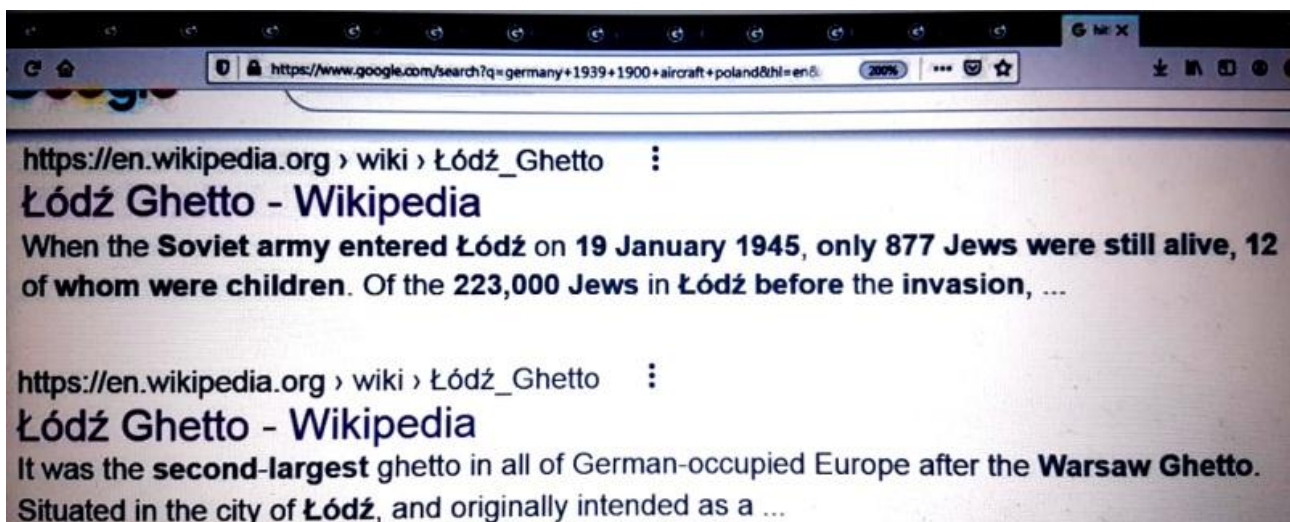 G hit X
https://www.google.com/search?q=germany+1939+1900+aircraft+poland&hl=en& 200%
https://en.wikipedia.org › wiki › Łódź_Ghetto
Łódź Ghetto - Wikipedia
When the Soviet army entered Łódź on 19 January 1945, only 877 Jews were still alive, 12
of whom were children. Of the 223,000 Jews in Łódź before the invasion, ...
https://en.wikipedia.org › wiki › Łódź_Ghetto
Łódź Ghetto - Wikipedia
It was the second-largest ghetto in all of German-occupied Europe after the Warsaw Ghetto.
Situated in the city of Łódź, and originally intended as a ...